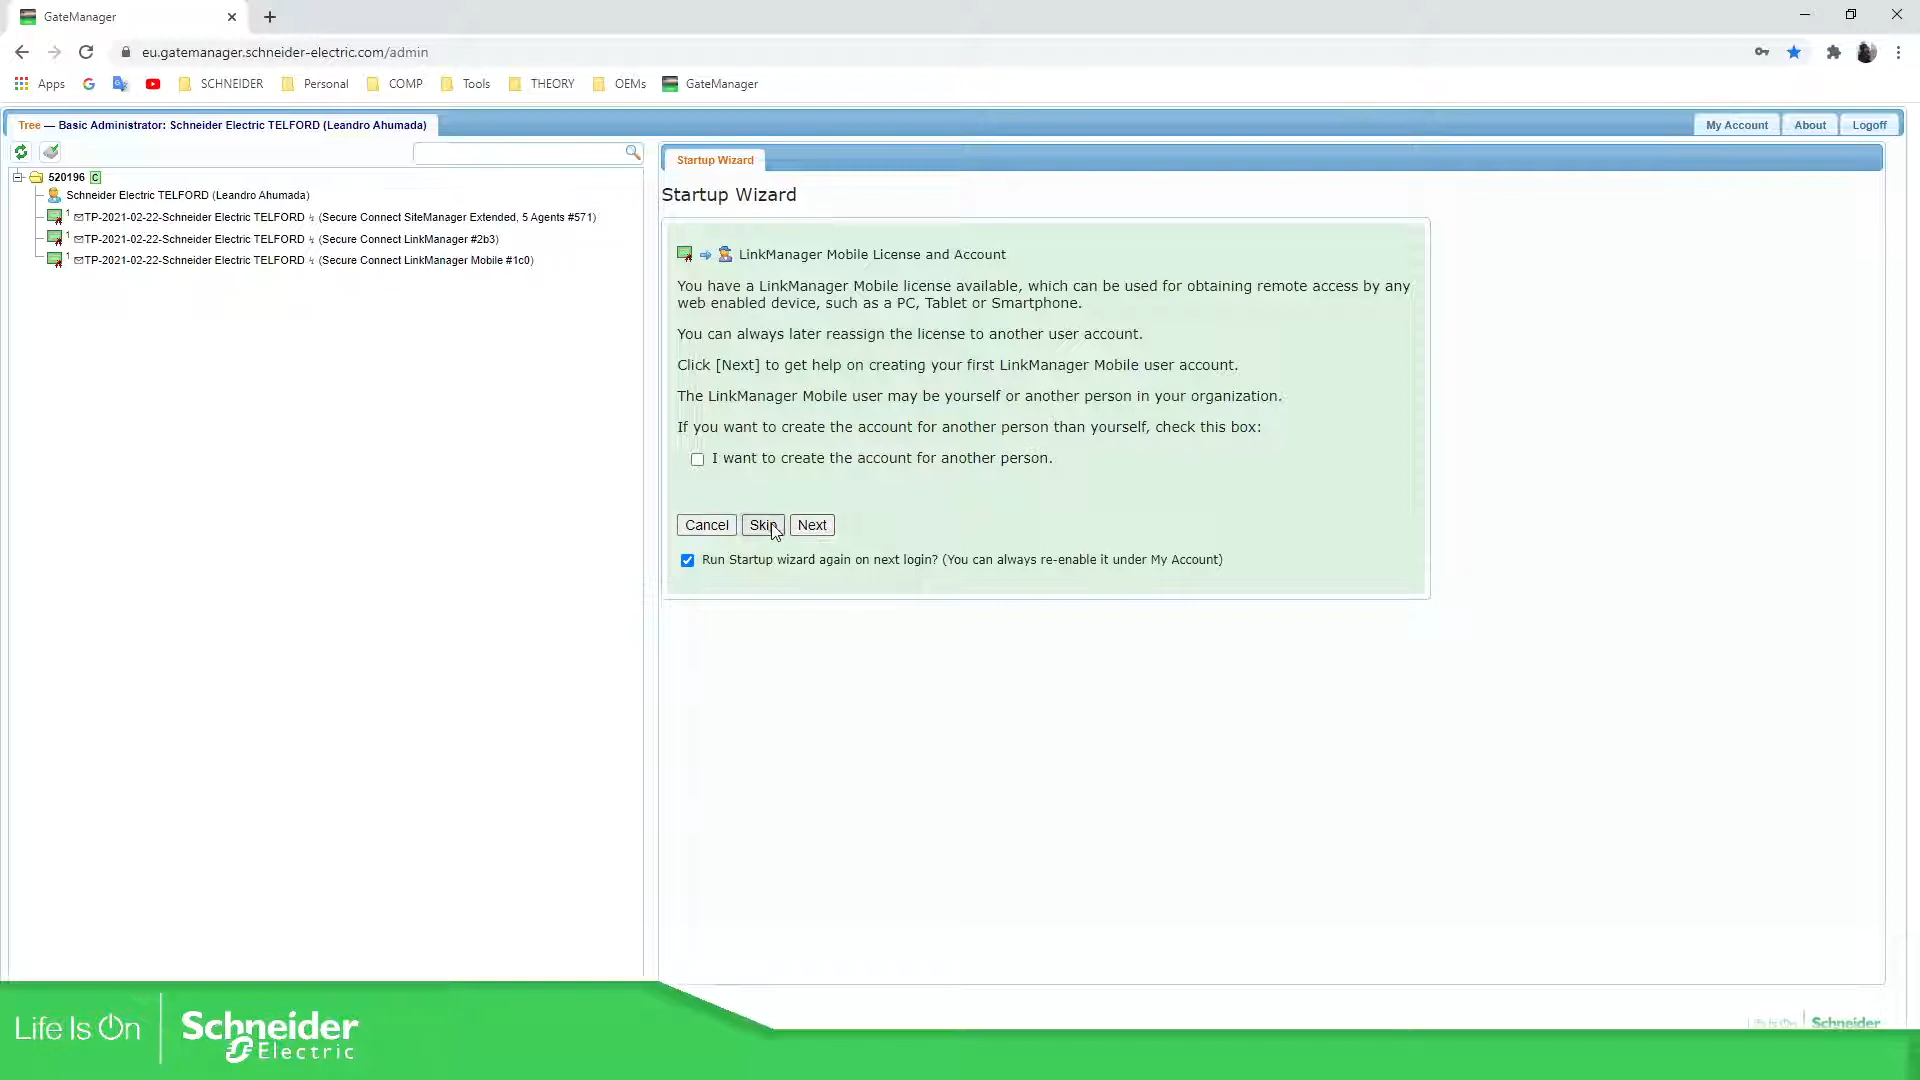 GateManager
eu.gatemanager.schneider-electric.com/admin
Apps SCHNEIDER Personal COMP Tools THEORY OEMs GateManager
Tree — Basic Administrator: Schneider Electric TELFORD (Leandro Ahumada)
My Account About Logoff
520196 C
Schneider Electric TELFORD (Leandro Ahumada)
1 TP-2021-02-22-Schneider Electric TELFORD (Secure Connect SiteManager Extended, 5 Agents #571)
1 TP-2021-02-22-Schneider Electric TELFORD (Secure Connect LinkManager #2b3)
1 TP-2021-02-22-Schneider Electric TELFORD (Secure Connect LinkManager Mobile #1c0)
Startup Wizard
Startup Wizard
LinkManager Mobile License and Account
You have a LinkManager Mobile license available, which can be used for obtaining remote access by any
web enabled device, such as a PC, Tablet or Smartphone.
You can always later reassign the license to another user account.
Click [Next] to get help on creating your first LinkManager Mobile user account.
The LinkManager Mobile user may be yourself or another person in your organization.
If you want to create the account for another person than yourself, check this box:
I want to create the account for another person.
Cancel Skip Next
Run Startup wizard again on next login? (You can always re-enable it under My Account)
Life Is On Schneider
Electric
Life Is On Schneider